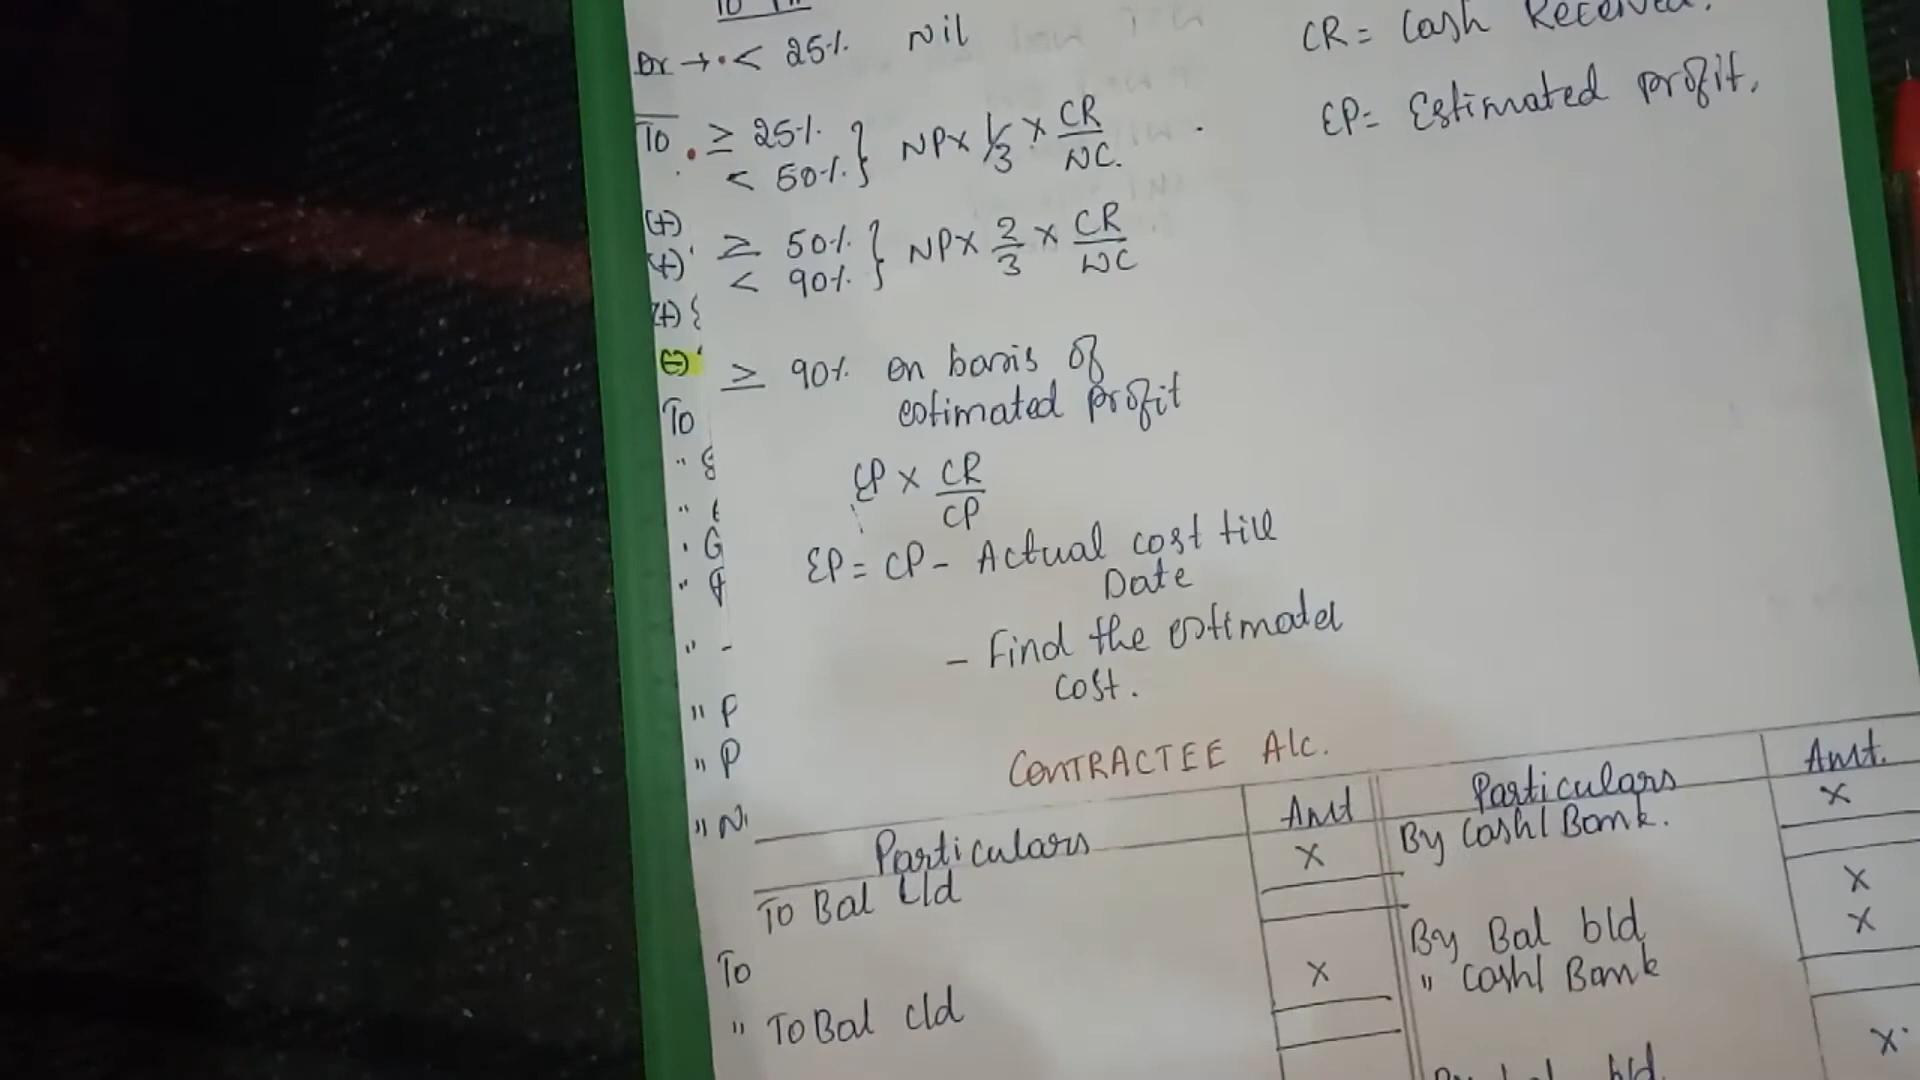 Dr → • < 25% Nil
CR = Cash Received.
EP = Estimated profit.
To • ≥ 25%
< 50% } NP x 1/3 x CR/WC.
(+)
(+) ≥ 50%
< 90% } NP x 2/3 x CR/WC
(+)
(-) ≥ 90% on basis of
To estimated profit
EP x CR/CP
EP = CP - Actual cost till
Date
- Find the estimated
cost.
" P
" P
CONTRACTEE A/c.
" N
Particulars Amt Particulars Amt.
To Bal c/d x By Cash/Bank. x
To By Bal b/d x
" To Bal c/d x " Cash/Bank x
b/d x